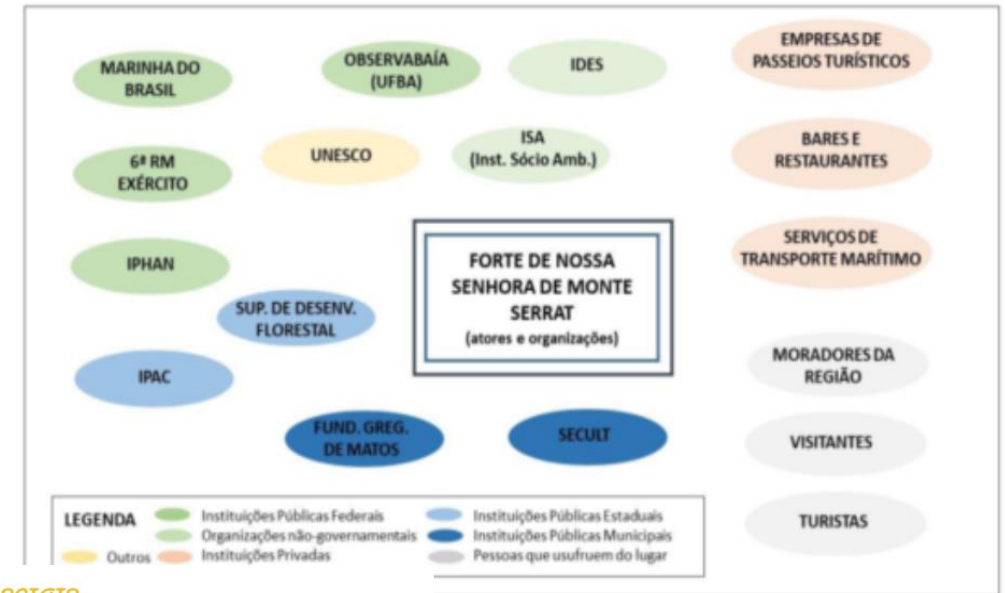 MARINHA DO
BRASIL
OBSERVABAÍA
(UFBA)
IDES
EMPRESAS DE
PASSEIOS TURÍSTICOS
6ª RM
EXÉRCITO
UNESCO
ISA
(Inst. Sócio Amb.)
BARES E
RESTAURANTES
IPHAN
FORTE DE NOSSA
SENHORA DE MONTE
SERRAT
(atores e organizações)
SERVIÇOS DE
TRANSPORTE MARÍTIMO
SUP. DE DESENV.
FLORESTAL
IPAC
MORADORES DA
REGIÃO
FUND. GREG.
DE MATOS
SECULT
VISITANTES
TURISTAS
LEGENDA
Instituições Públicas Federais
Organizações não-governamentais
Outros
Instituições Privadas
Instituições Públicas Estaduais
Instituições Públicas Municipais
Pessoas que usufruem do lugar